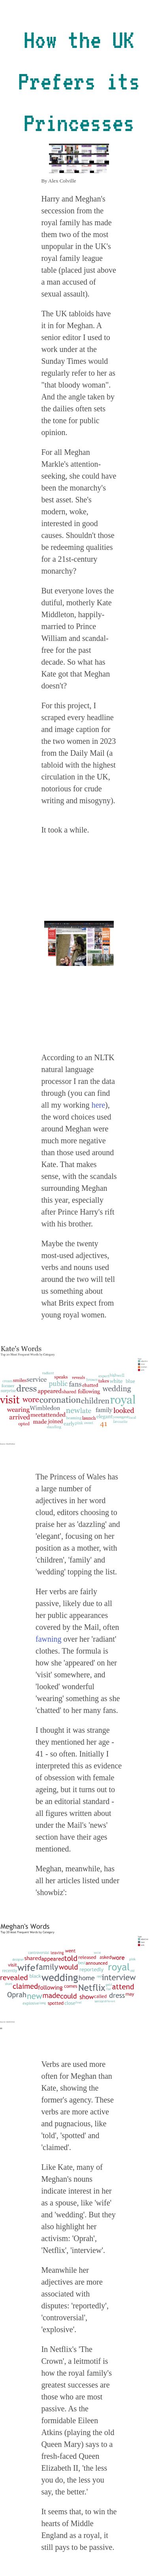 How the UK
Prefers its
Princesses
By Alex Colville
Harry and Meghan's
seccession from the
royal family has made
them two of the most
unpopular in the UK's
royal family league
table (placed just above
a man accused of
sexual assault).
The UK tabloids have
it in for Meghan. A
senior editor I used to
work under at the
Sunday Times would
regularly refer to her as
"that bloody woman".
And the angle taken by
the dailies often sets
the tone for public
opinion.
For all Meghan
Markle's attention-
seeking, she could have
been the monarchy's
best asset. She's
modern, woke,
interested in good
causes. Shouldn't those
be redeeming qualities
for a 21st-century
monarchy?
But everyone loves the
dutiful, motherly Kate
Middleton, happily-
married to Prince
William and scandal-
free for the past
decade. So what has
Kate got that Meghan
doesn't?
For this project, I
scraped every headline
and image caption for
the two women in 2023
from the Daily Mail (a
tabloid with the highest
circulation in the UK,
notorious for crude
writing and misogyny).
It took a while.
According to an NLTK
natural language
processor I ran the data
through (you can find
all my working here),
the word choices used
around Meghan were
much more negative
than those used around
Kate. That makes
sense, with the scandals
surrounding Meghan
this year, especially
after Prince Harry's rift
with his brother.
Maybe the twenty
most-used adjectives,
verbs and nouns used
around the two will tell
us something about
what Brits expect from
young royal women.
Kate's Words
Top 20 Most Frequent Words by Category
service
public fans chatted
dress wedding
appeared shared following
visit wore coronation children royal
wearing Wimbledon new late family looked
arrived met attended
made joined launch elegant
opted 41
The Princess of Wales has
a large number of
adjectives in her word
cloud, editors choosing to
praise her as 'dazzling' and
'elegant', focusing on her
position as a mother, with
'children', 'family' and
'wedding' topping the list.
Her verbs are fairly
passive, likely due to all
her public appearances
covered by the Mail, often
fawning over her 'radiant'
clothes. The formula is
how she 'appeared' on her
'visit' somewhere, and
'looked' wonderful
'wearing' something as she
'chatted' to her many fans.
I thought it was strange
they mentioned her age -
41 - so often. Initially I
interpreted this as evidence
of obsession with female
ageing, but it turns out to
be an editorial standard -
all figures written about
under the Mail's 'news'
section have their ages
mentioned.
Meghan, meanwhile, has
all her articles listed under
'showbiz':
Meghan's Words
Top 20 Most Frequent Words by Category
went
shared appeared told released asked wore
visit wife family would announced royal
revealed black wedding home interview
claimed following comes Netflix attend
Oprah new made could show called dress may
spotted
Verbs are used more
often for Meghan than
Kate, showing the
former's agency. These
verbs are more active
and pugnacious, like
'told', 'spotted' and
'claimed'.
Like Kate, many of
Meghan's nouns
indicate interest in her
as a spouse, like 'wife'
and 'wedding'. But they
also highlight her
activism: 'Oprah',
'Netflix', 'interview'.
Meanwhile her
adjectives are more
associated with
disputes: 'reportedly',
'controversial',
'explosive'.
In Netflix's 'The
Crown', a leitmotif is
how the royal family's
greatest successes are
those who are most
passive. As the
formidable Eileen
Atkins (playing the old
Queen Mary) says to a
fresh-faced Queen
Elizabeth II, 'the less
you do, the less you
say, the better.'
It seems that, to win the
hearts of Middle
England as a royal, it
still pays to be passive.